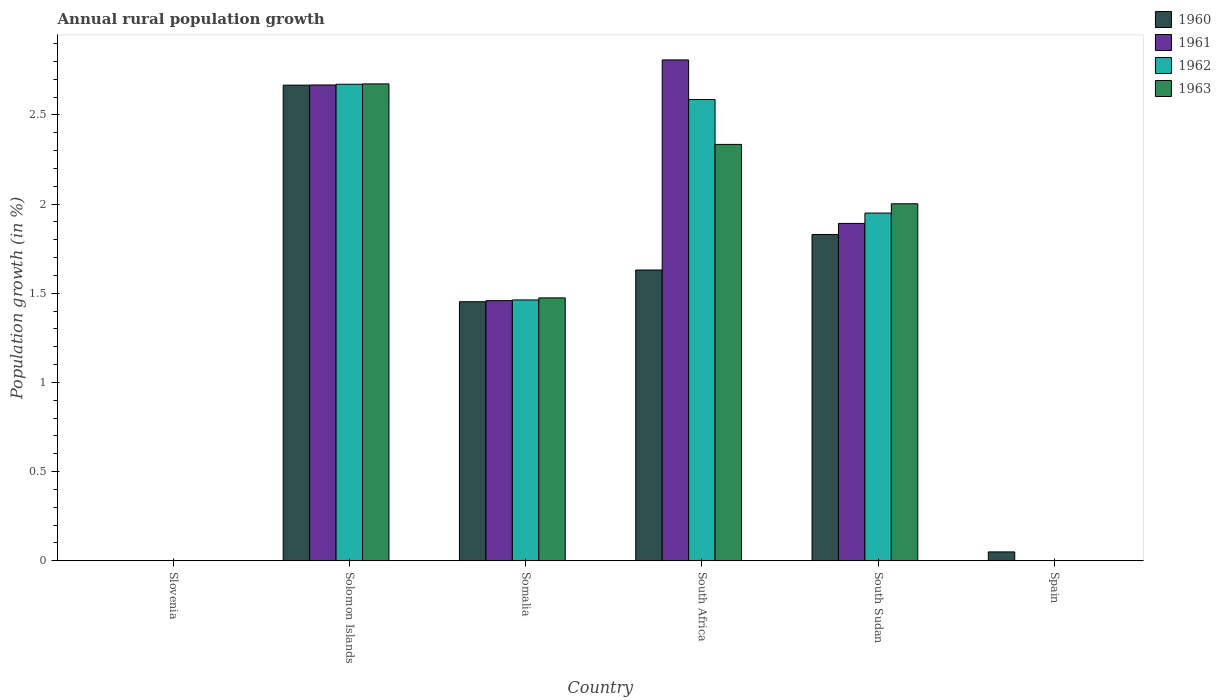 Annual rural population growth
1960
1961
1962
1963
Population growth (in %)
2.5
2
1.5
1
0.5
0
Slovenia
Solomon Islands
Somalia
South Africa
South Sudan
Spain
Country